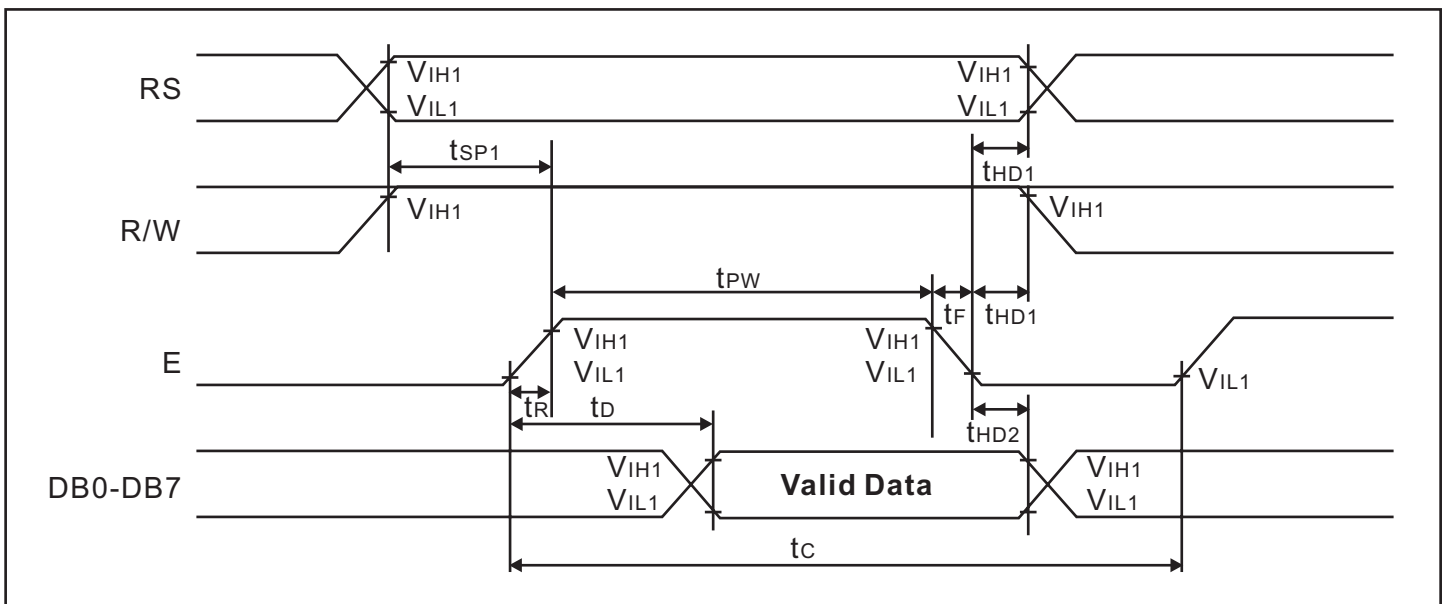 RS
VIH1 VIH1
VIL1 VIL1
tSP1
tHD1
R/W
VIH1 VIH1
tPW
tF tHD1
E
VIH1 VIH1
VIL1 VIL1 VIL1
tR tD
tHD2
DB0-DB7
VIH1 Valid Data VIH1
VIL1 VIL1
tC